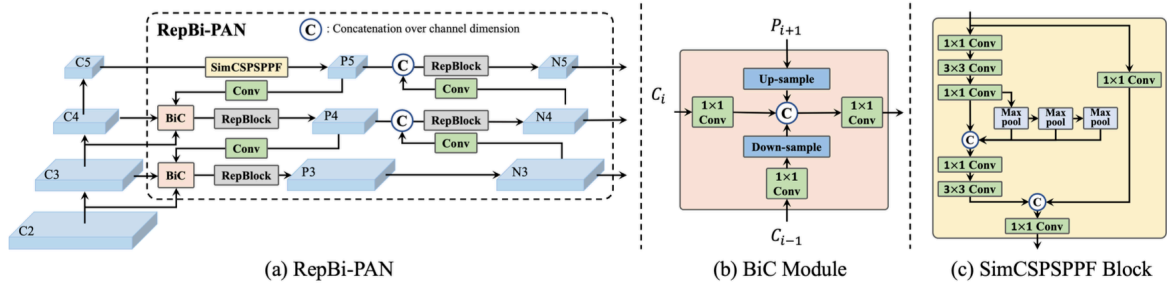 RepBi-PAN
C : Concatenation over channel dimension
C5
SimCSPSPPF
P5
C
RepBlock
N5
Conv
Conv
C4
BiC
RepBlock
P4
C
RepBlock
N4
Conv
Conv
C3
BiC
RepBlock
P3
N3
C2
(a) RepBi-PAN
P_{i+1}
Up-sample
C_i
1×1
Conv
C
1×1
Conv
Down-sample
1×1
Conv
C_{i-1}
(b) BiC Module
1×1 Conv
3×3 Conv
1×1 Conv
1×1 Conv
Max
pool
Max
pool
Max
pool
C
1×1 Conv
3×3 Conv
C
1×1 Conv
(c) SimCSPSPPF Block